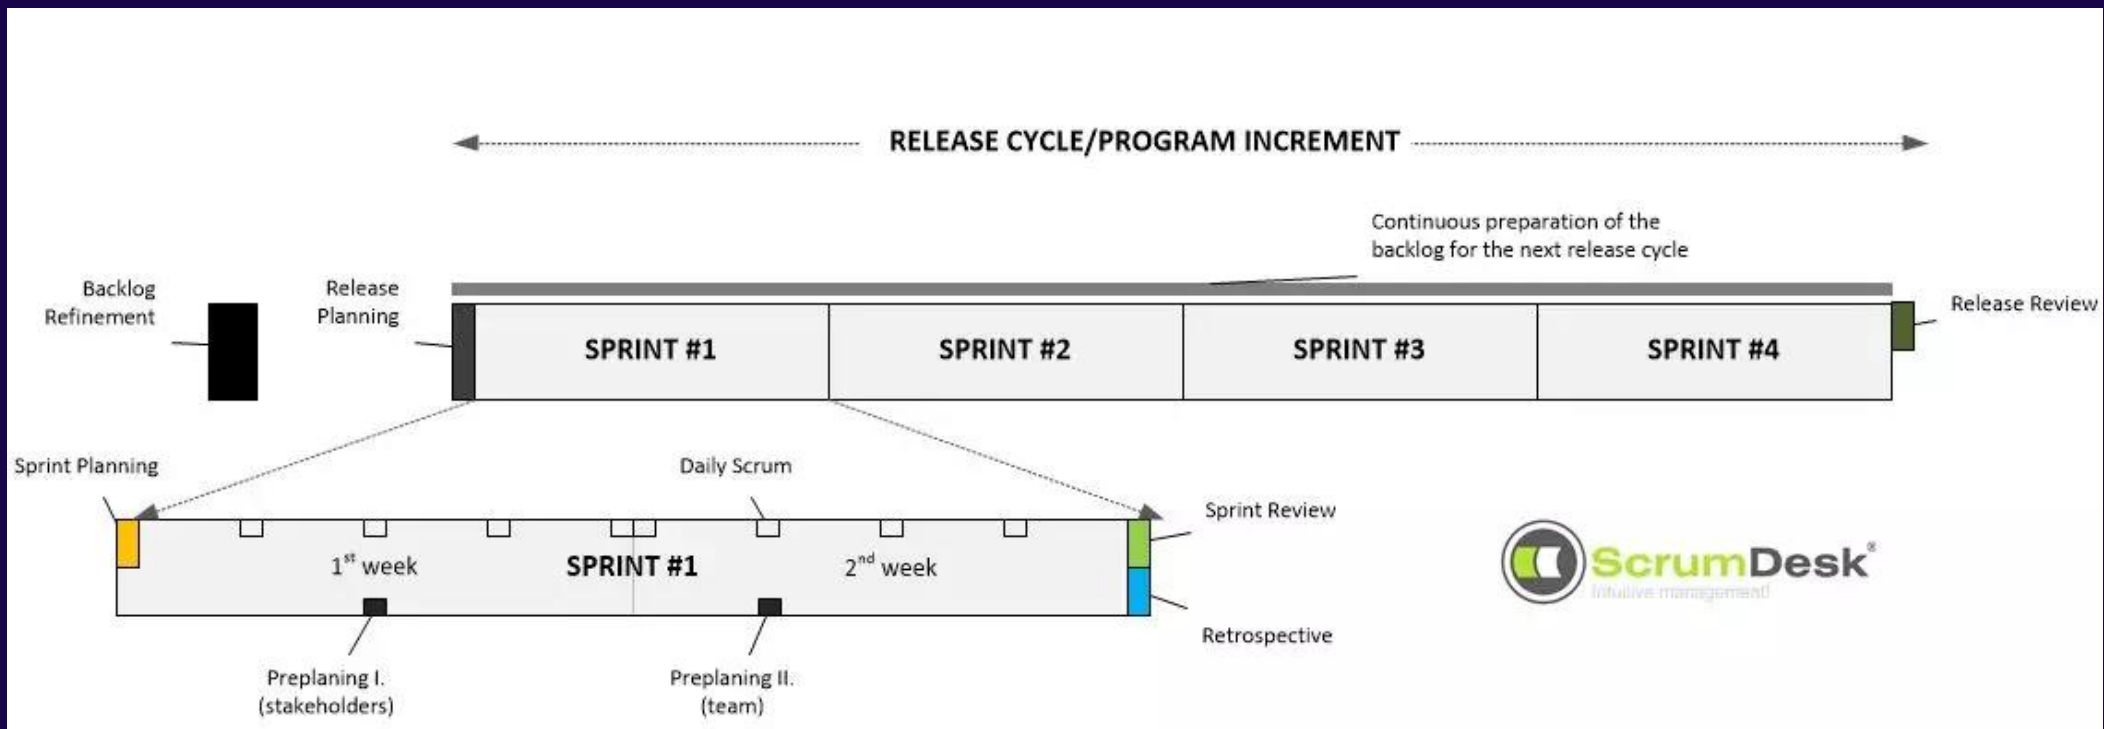 RELEASE CYCLE/PROGRAM INCREMENT
Continuous preparation of the
backlog for the next release cycle
Backlog
Refinement
Release
Planning
Release Review
SPRINT #1
SPRINT #2
SPRINT #3
SPRINT #4
Sprint Planning
Daily Scrum
Sprint Review
1st week
SPRINT #1
2nd week
ScrumDesk®
Intuitive management!
Retrospective
Preplaning I.
(stakeholders)
Preplaning II.
(team)